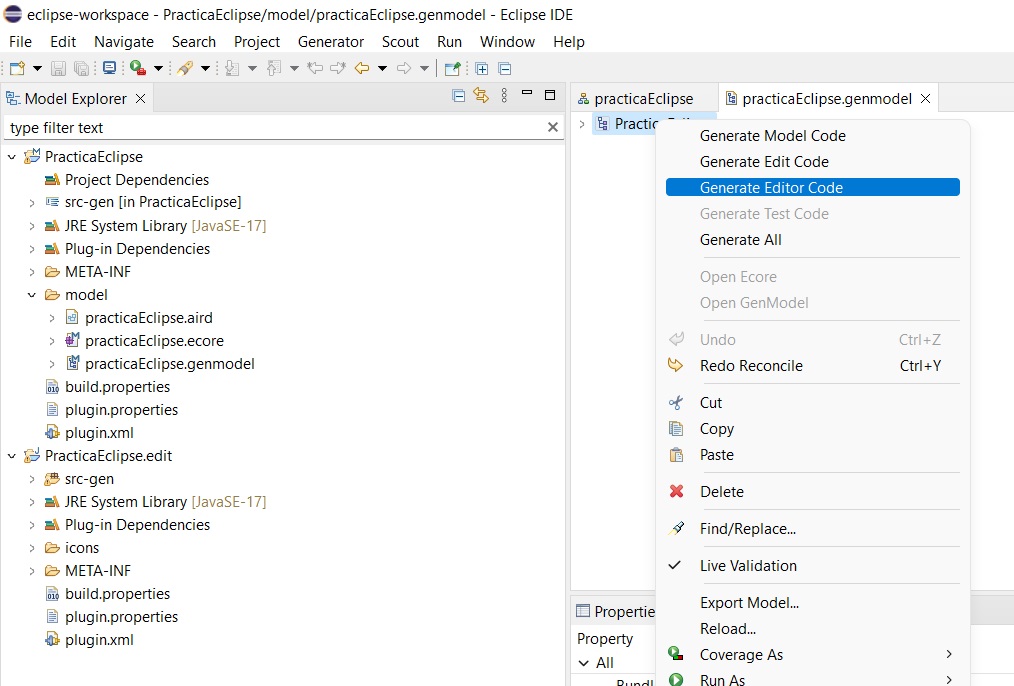 eclipse-workspace - PracticaEclipse/model/practicaEclipse.genmodel - Eclipse IDE
File Edit Navigate Search Project Generator Scout Run Window Help
Model Explorer
type filter text
PracticaEclipse
Project Dependencies
src-gen [in PracticaEclipse]
JRE System Library [JavaSE-17]
Plug-in Dependencies
META-INF
model
practicaEclipse.aird
practicaEclipse.ecore
practicaEclipse.genmodel
build.properties
plugin.properties
plugin.xml
PracticaEclipse.edit
src-gen
JRE System Library [JavaSE-17]
Plug-in Dependencies
icons
META-INF
build.properties
plugin.properties
plugin.xml
practicaEclipse practicaEclipse.genmodel
Generate Model Code
Generate Edit Code
Generate Editor Code
Generate Test Code
Generate All
Open Ecore
Open GenModel
Undo Ctrl+Z
Redo Reconcile Ctrl+Y
Cut
Copy
Paste
Delete
Find/Replace...
Live Validation
Export Model...
Reload...
Coverage As
Run As
Propertie
Property
All